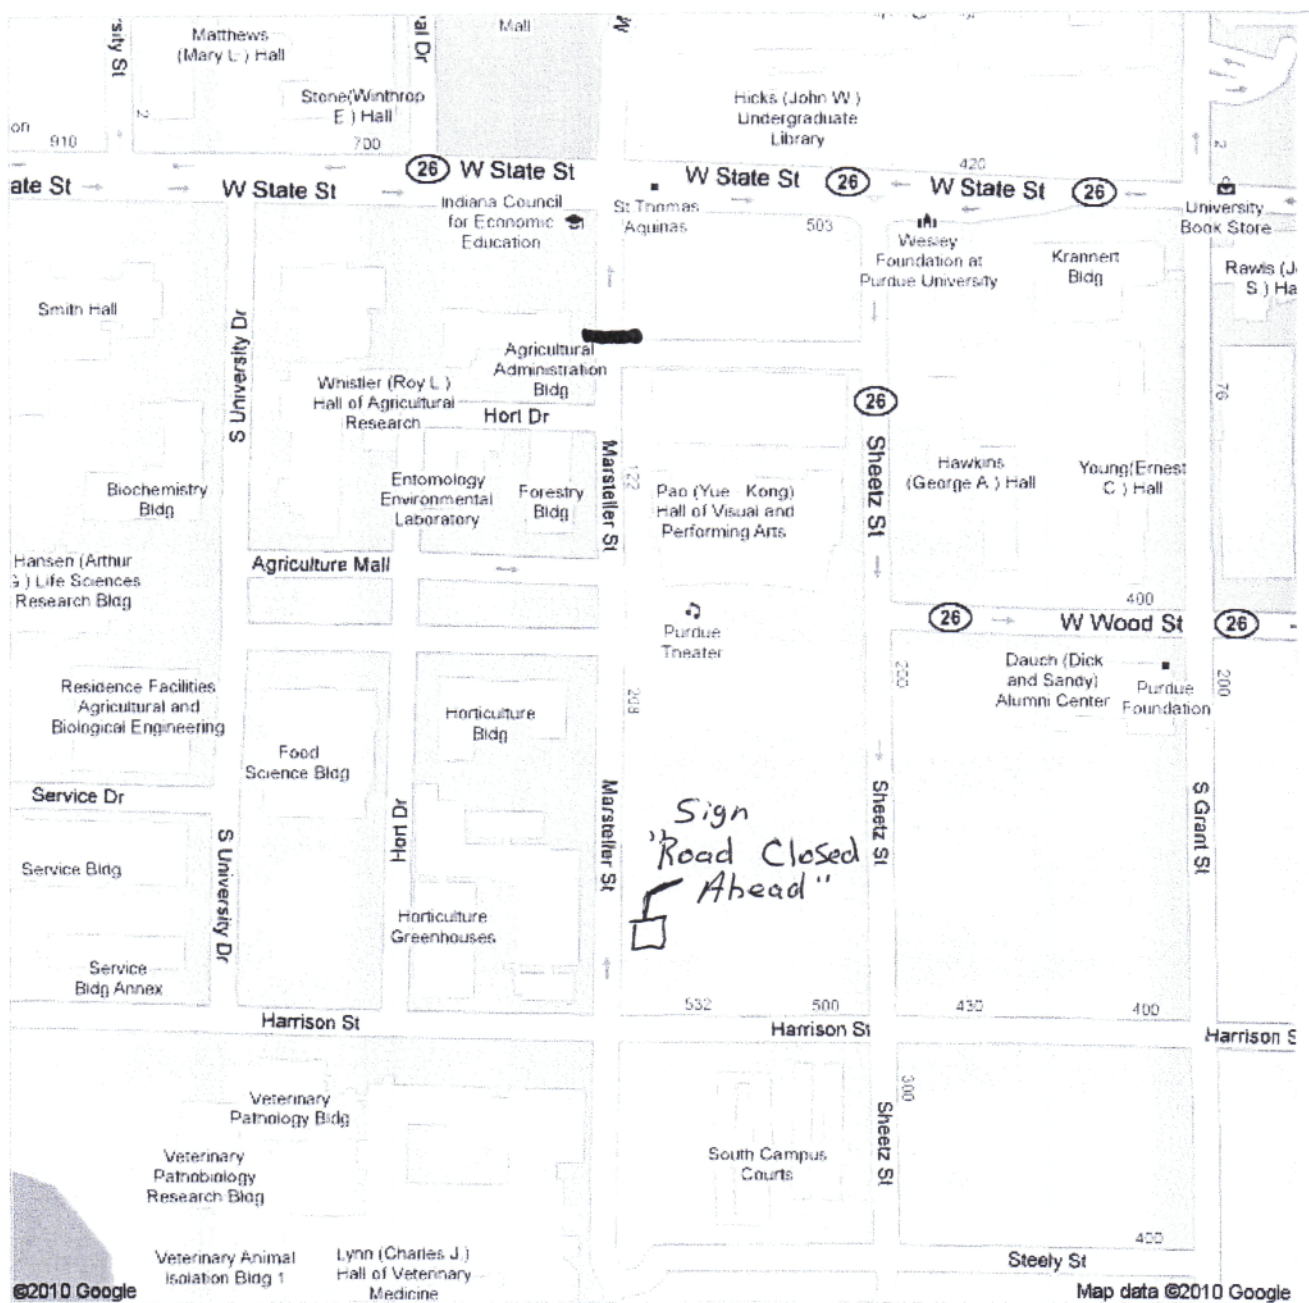 Matthews
(Mary L ) Hall
Mall
Stone(Winthrop
E ) Hall
Hicks (John W )
Undergraduate
Library
2
2
910
700
420
26
W State St
W State St
26
W State St
26
ate St
W State St
Indiana Council
for Economic
Education
St Thomas
Aquinas
503
Wesley
Foundation at
Purdue University
Krannert
Bldg
University
Book Store
Smith Hall
S University Dr
Agricultural
Administration
Bldg
Whistler (Roy L )
Hall of Agricultural
Research
Hort Dr
26
76
Marsteller St
122
Sheetz St
Biochemistry
Bldg
Entomology
Environmental
Laboratory
Forestry
Bldg
Pao (Yue Kong)
Hall of Visual and
Performing Arts
Hawkins
(George A ) Hall
Young(Ernest
C ) Hall
Hansen (Arthur
G ) Life Sciences
Research Bldg
Agriculture Mall
Purdue
Theater
400
26
W Wood St
26
Dauch (Dick
and Sandy)
Alumni Center
Purdue
Foundation
200
200
Residence Facilities
Agricultural and
Biological Engineering
Food
Science Bldg
Horticulture
Bldg
208
Service Dr
S University Dr
Hort Dr
Marsteller St
Sheetz St
S Grant St
Sign
"Road Closed
Ahead"
Service Bldg
Horticulture
Greenhouses
Service
Bldg Annex
532
500
430
400
Harrison St
Harrison St
Harrison S
Veterinary
Pathology Bldg
Veterinary
Pathobiology
Research Bldg
South Campus
Courts
300
Sheetz St
400
Steely St
Veterinary Animal
Isolation Bldg 1
Lynn (Charles J.)
Hall of Veterinary
Medicine
©2010 Google
Map data ©2010 Google